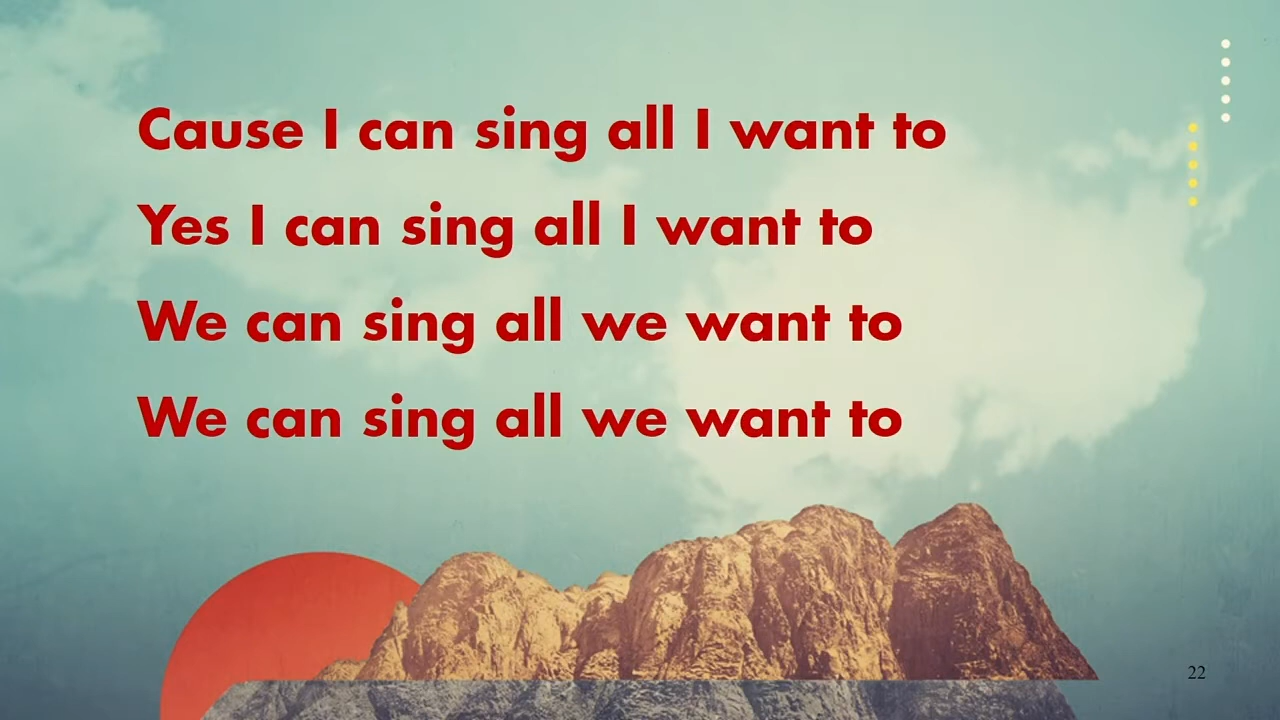 Cause I can sing all I want to
Yes I can sing all I want to
We can sing all we want to
We can sing all we want to
22